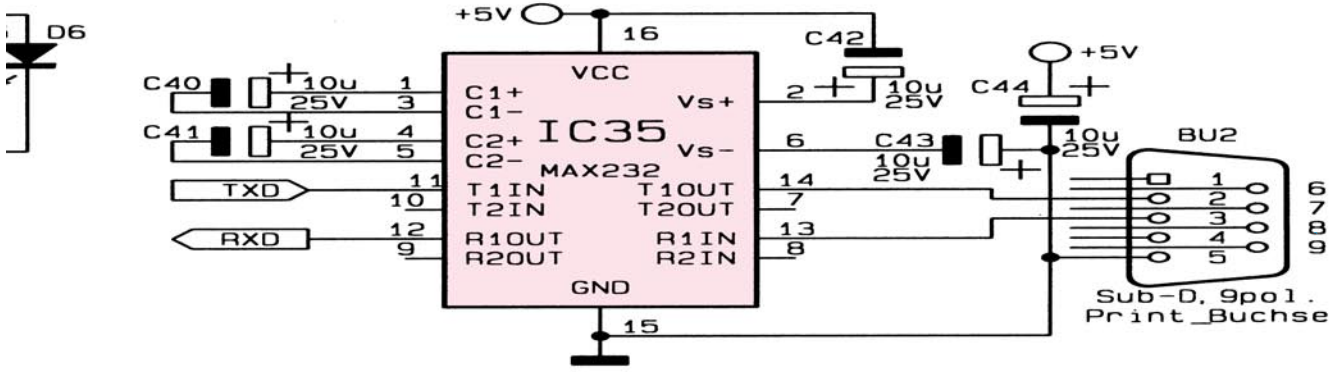 D6
+5V
16
C42
+5V
VCC
C40
+
10u
25V
1
3
C1+
C1-
Vs+
2
+
10u
25V
C44
+
10u
25V
C41
+
10u
25V
4
5
C2+
C2-
IC35
MAX232
Vs-
6
C43
10u
25V
+
BU2
TXD
11
T1IN
T1OUT
14
10
T2IN
T2OUT
7
RXD
12
R1OUT
R1IN
13
9
R2OUT
R2IN
8
1
6
2
7
3
8
4
9
5
GND
15
Sub-D, 9pol.
Print_Buchse